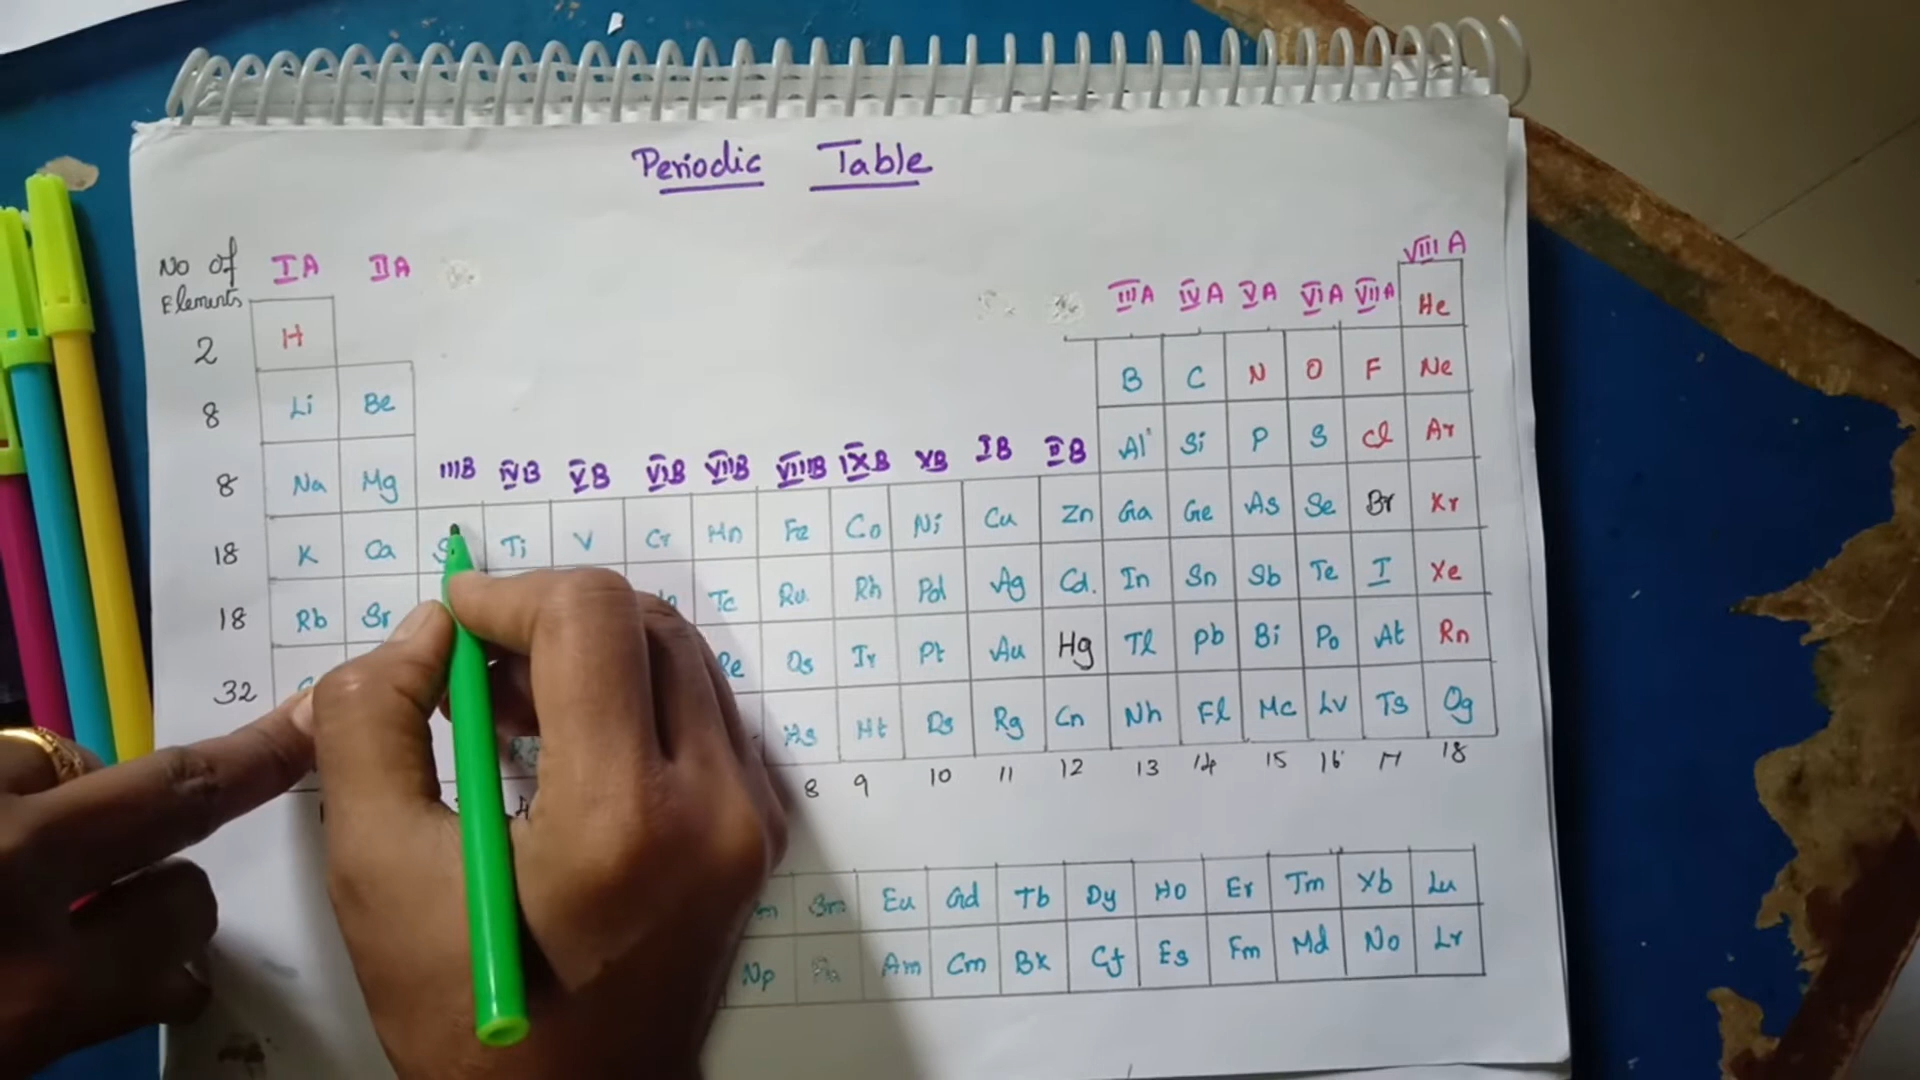 Periodic Table
No of Elements
IA IIA VIIIA
IIIA IVA VA VIA VIIA
2 H He
8 Li Be B C N O F Ne
8 Na Mg Al Si P S Cl Ar
IIIB IVB VB VIB VIIB VIIIB IXB XB IB IIB
18 K Ca Ti V Cr Mn Fe Co Ni Cu Zn Ga Ge As Se Br Kr
18 Rb Sr Tc Ru Rh Pd Ag Cd. In Sn Sb Te I Xe
32 Re Os Ir Pt Au Hg Tl Pb Bi Po At Rn
Hs Mt Ds Rg Cn Nh Fl Mc Lv Ts Og
8 9 10 11 12 13 14 15 16 17 18
Sm Eu Gd Tb Dy Ho Er Tm Yb Lu
Np Am Cm Bk Cf Es Fm Md No Lr